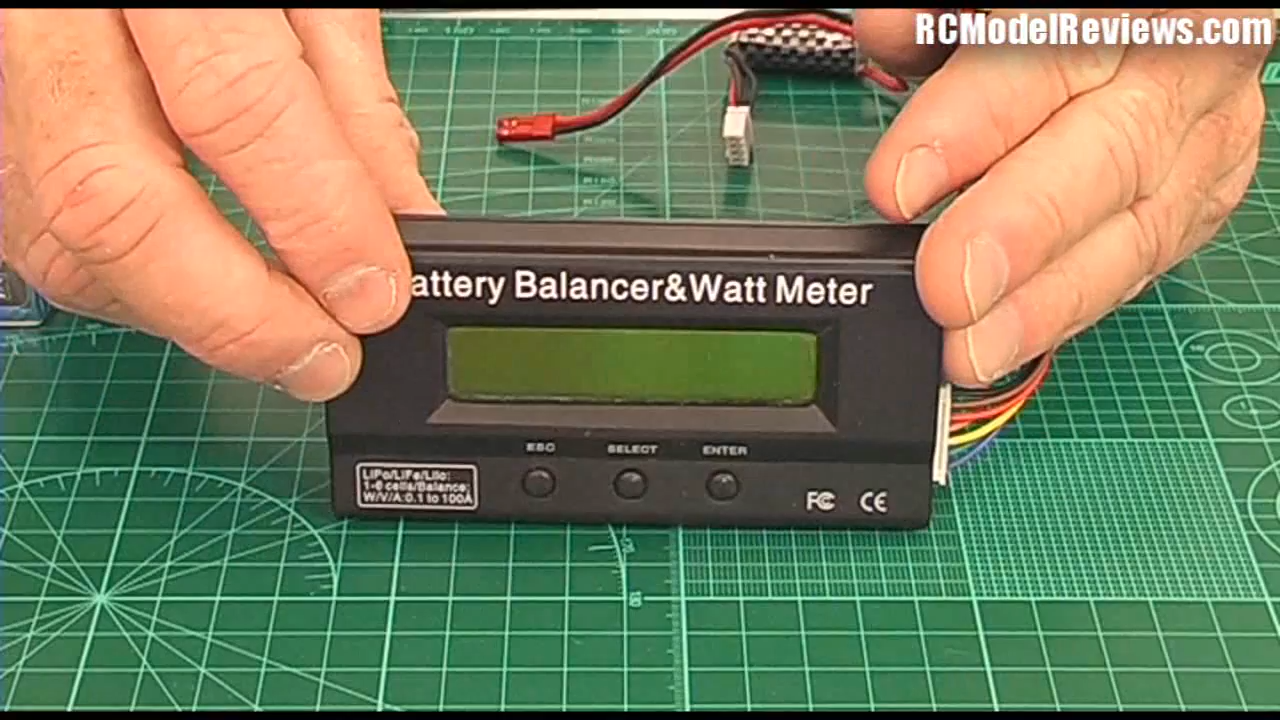 RCModelReviews.com
attery Balancer&Watt Meter
ESC SELECT ENTER
LiPo/LiFe/LiIo:
1-6 cells/Balance;
W/V/A:0.1 to 100A
FC CE